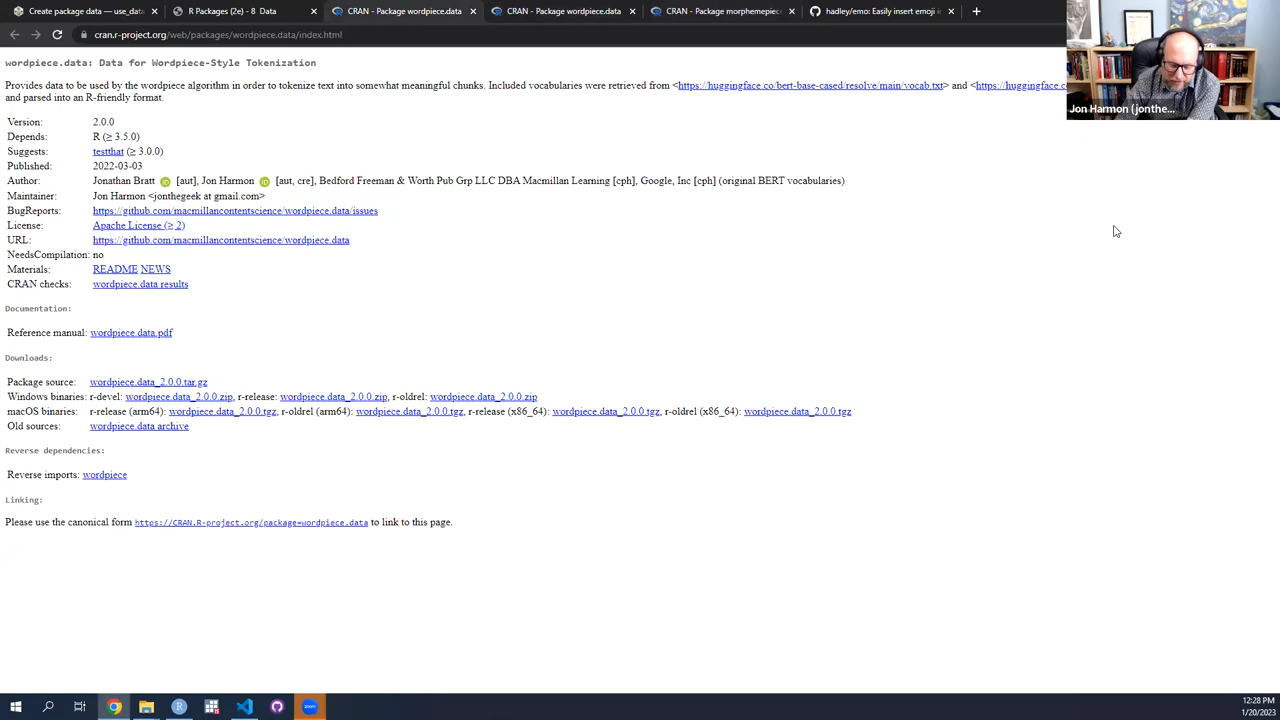 Create package data — use_data
R Packages (2e) - 8 Data
CRAN - Package wordpiece.data
CRAN - Package wordpiece.data
CRAN - Package morphemepiece
hadley/emo: Easily insert emoji i
cran.r-project.org/web/packages/wordpiece.data/index.html
wordpiece.data: Data for Wordpiece-Style Tokenization
Provides data to be used by the wordpiece algorithm in order to tokenize text into somewhat meaningful chunks. Included vocabularies were retrieved from <https://huggingface.co/bert-base-cased/resolve/main/vocab.txt> and <https://huggingface.c
and parsed into an R-friendly format.
Version: 2.0.0
Depends: R (≥ 3.5.0)
Suggests: testthat (≥ 3.0.0)
Published: 2022-03-03
Author: Jonathan Bratt [aut], Jon Harmon [aut, cre], Bedford Freeman & Worth Pub Grp LLC DBA Macmillan Learning [cph], Google, Inc [cph] (original BERT vocabularies)
Maintainer: Jon Harmon <jonthegeek at gmail.com>
BugReports: https://github.com/macmillancontentscience/wordpiece.data/issues
License: Apache License (≥ 2)
URL: https://github.com/macmillancontentscience/wordpiece.data
NeedsCompilation: no
Materials: README NEWS
CRAN checks: wordpiece.data results
Documentation:
Reference manual: wordpiece.data.pdf
Downloads:
Package source: wordpiece.data_2.0.0.tar.gz
Windows binaries: r-devel: wordpiece.data_2.0.0.zip, r-release: wordpiece.data_2.0.0.zip, r-oldrel: wordpiece.data_2.0.0.zip
macOS binaries: r-release (arm64): wordpiece.data_2.0.0.tgz, r-oldrel (arm64): wordpiece.data_2.0.0.tgz, r-release (x86_64): wordpiece.data_2.0.0.tgz, r-oldrel (x86_64): wordpiece.data_2.0.0.tgz
Old sources: wordpiece.data archive
Reverse dependencies:
Reverse imports: wordpiece
Linking:
Please use the canonical form https://CRAN.R-project.org/package=wordpiece.data to link to this page.
Jon Harmon (jonthe...
12:28 PM
1/20/2023